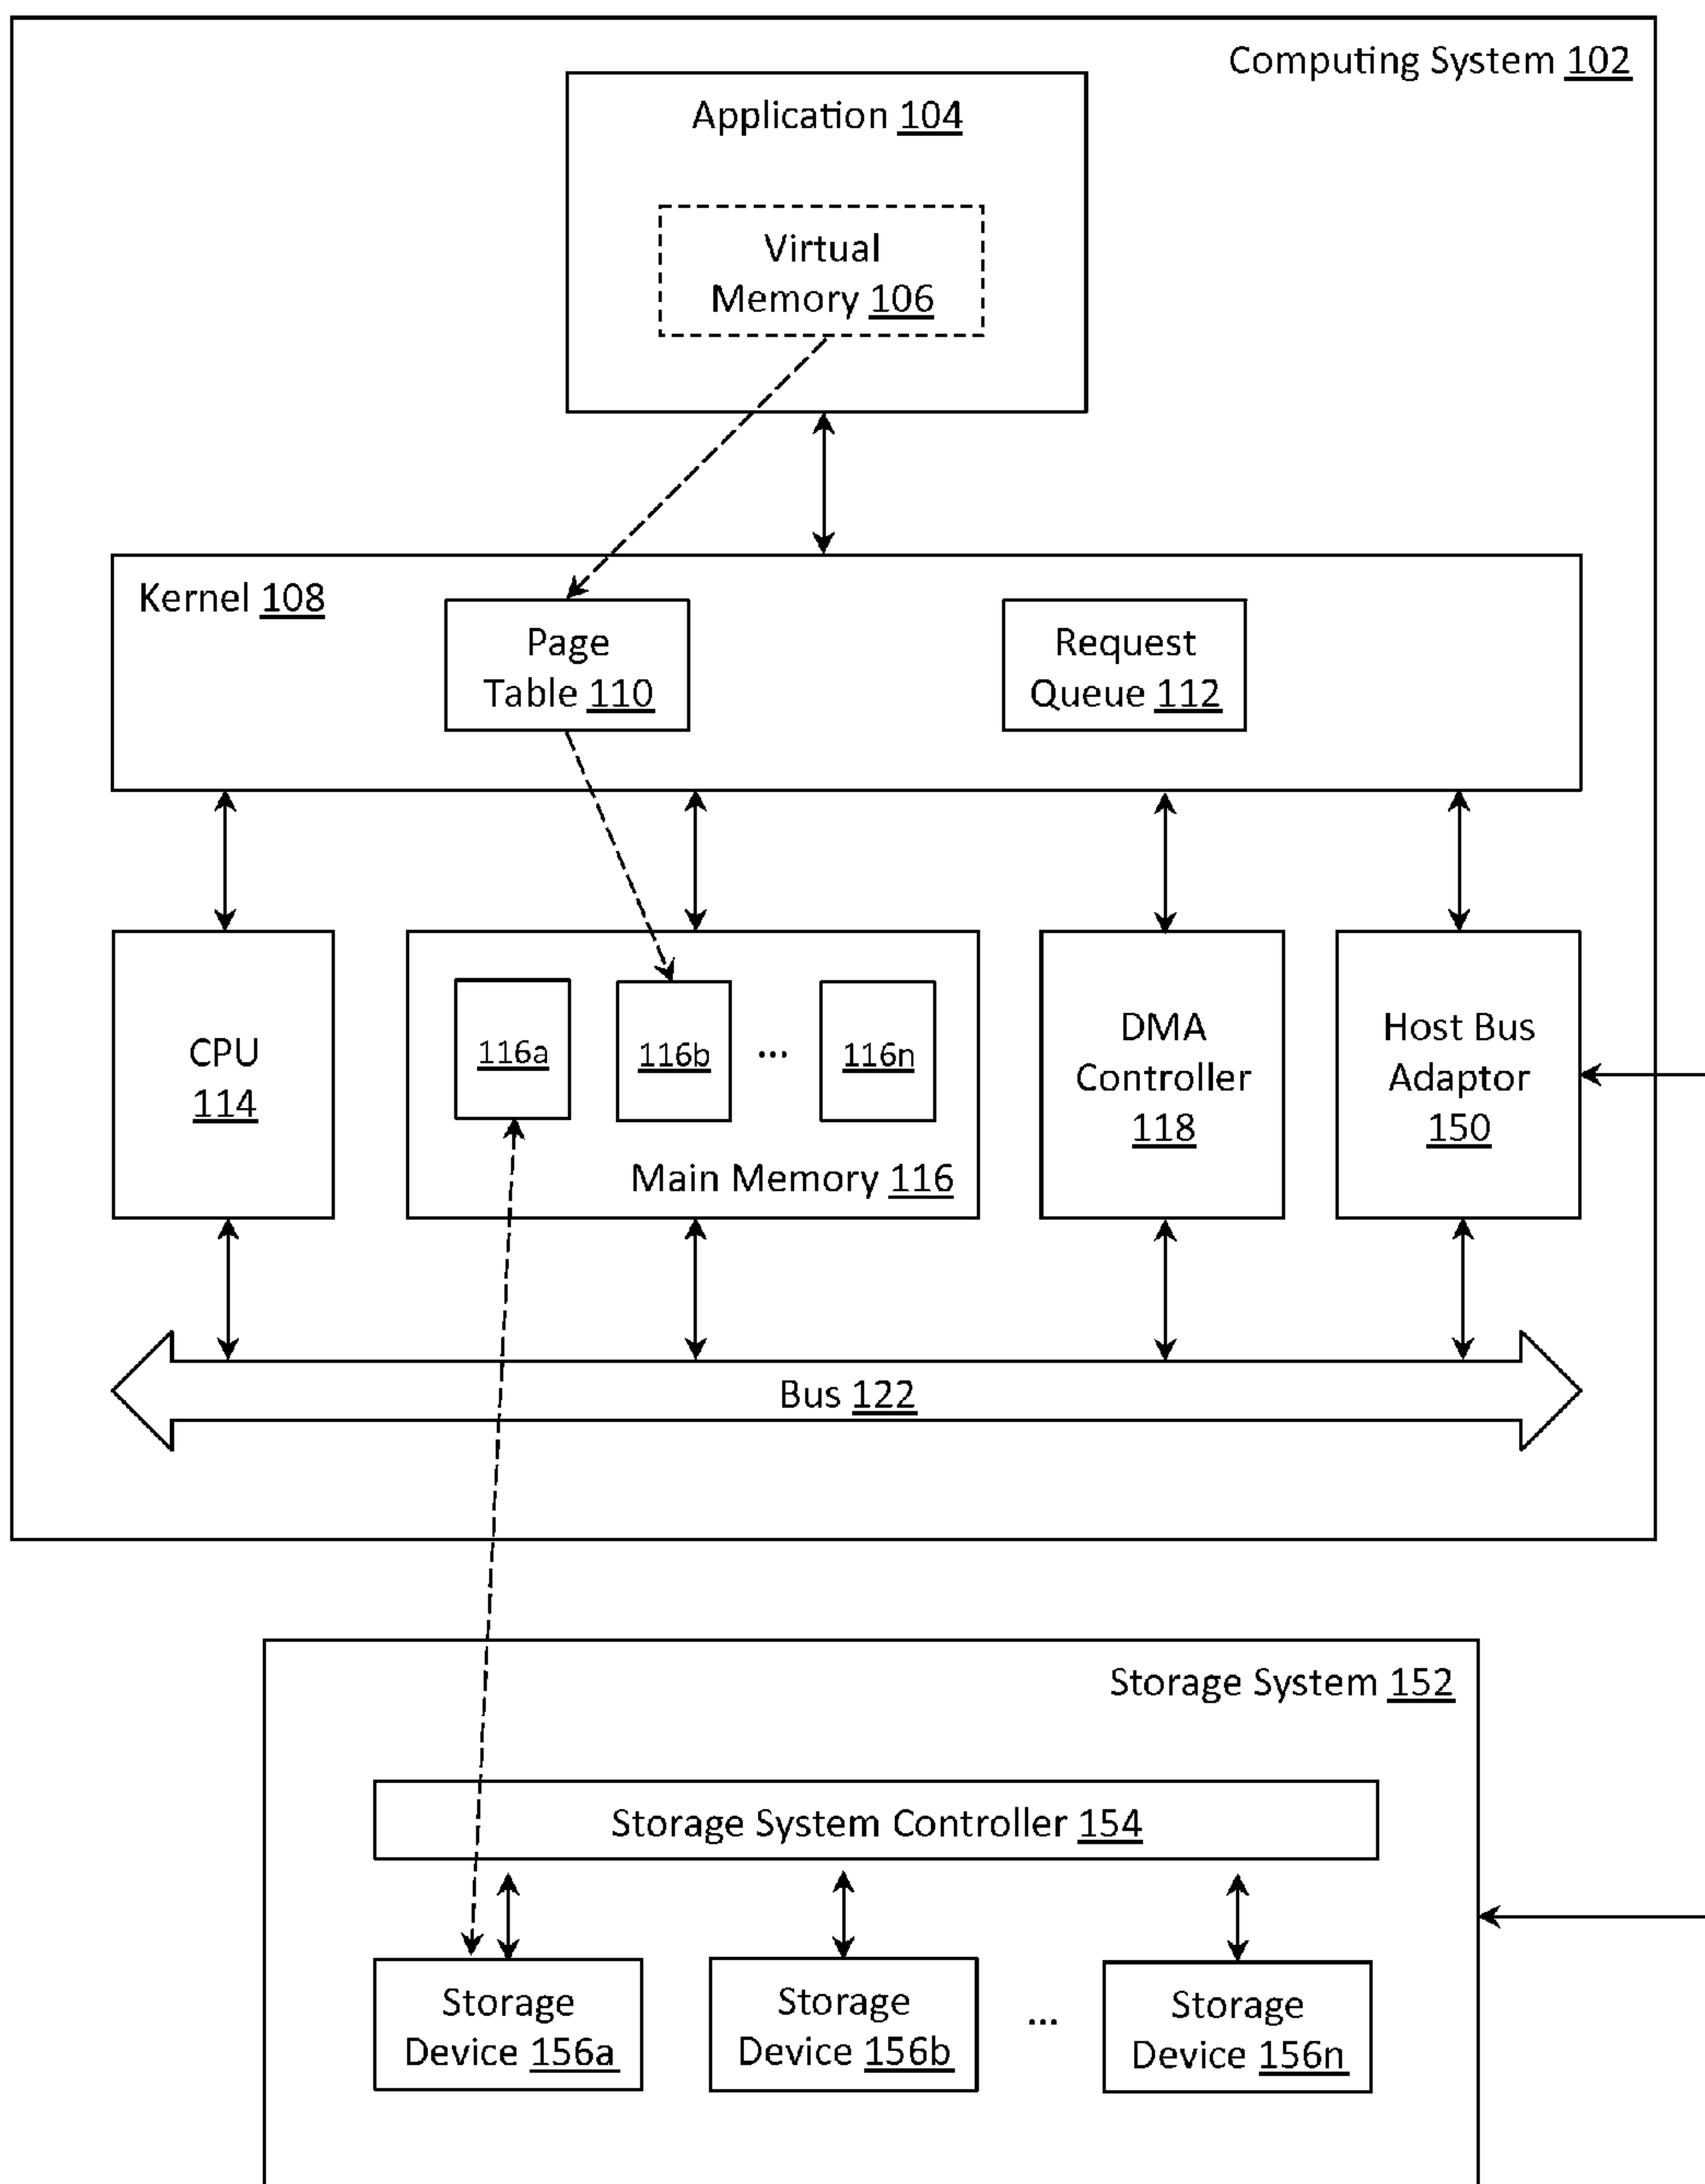 Computing System 102
Application 104
Virtual
Memory 106
Kernel 108
Page
Table 110
Request
Queue 112
CPU
114
116a
116b
...
116n
Main Memory 116
DMA
Controller
118
Host Bus
Adaptor
150
Bus 122
Storage System 152
Storage System Controller 154
Storage
Device 156a
Storage
Device 156b
...
Storage
Device 156n